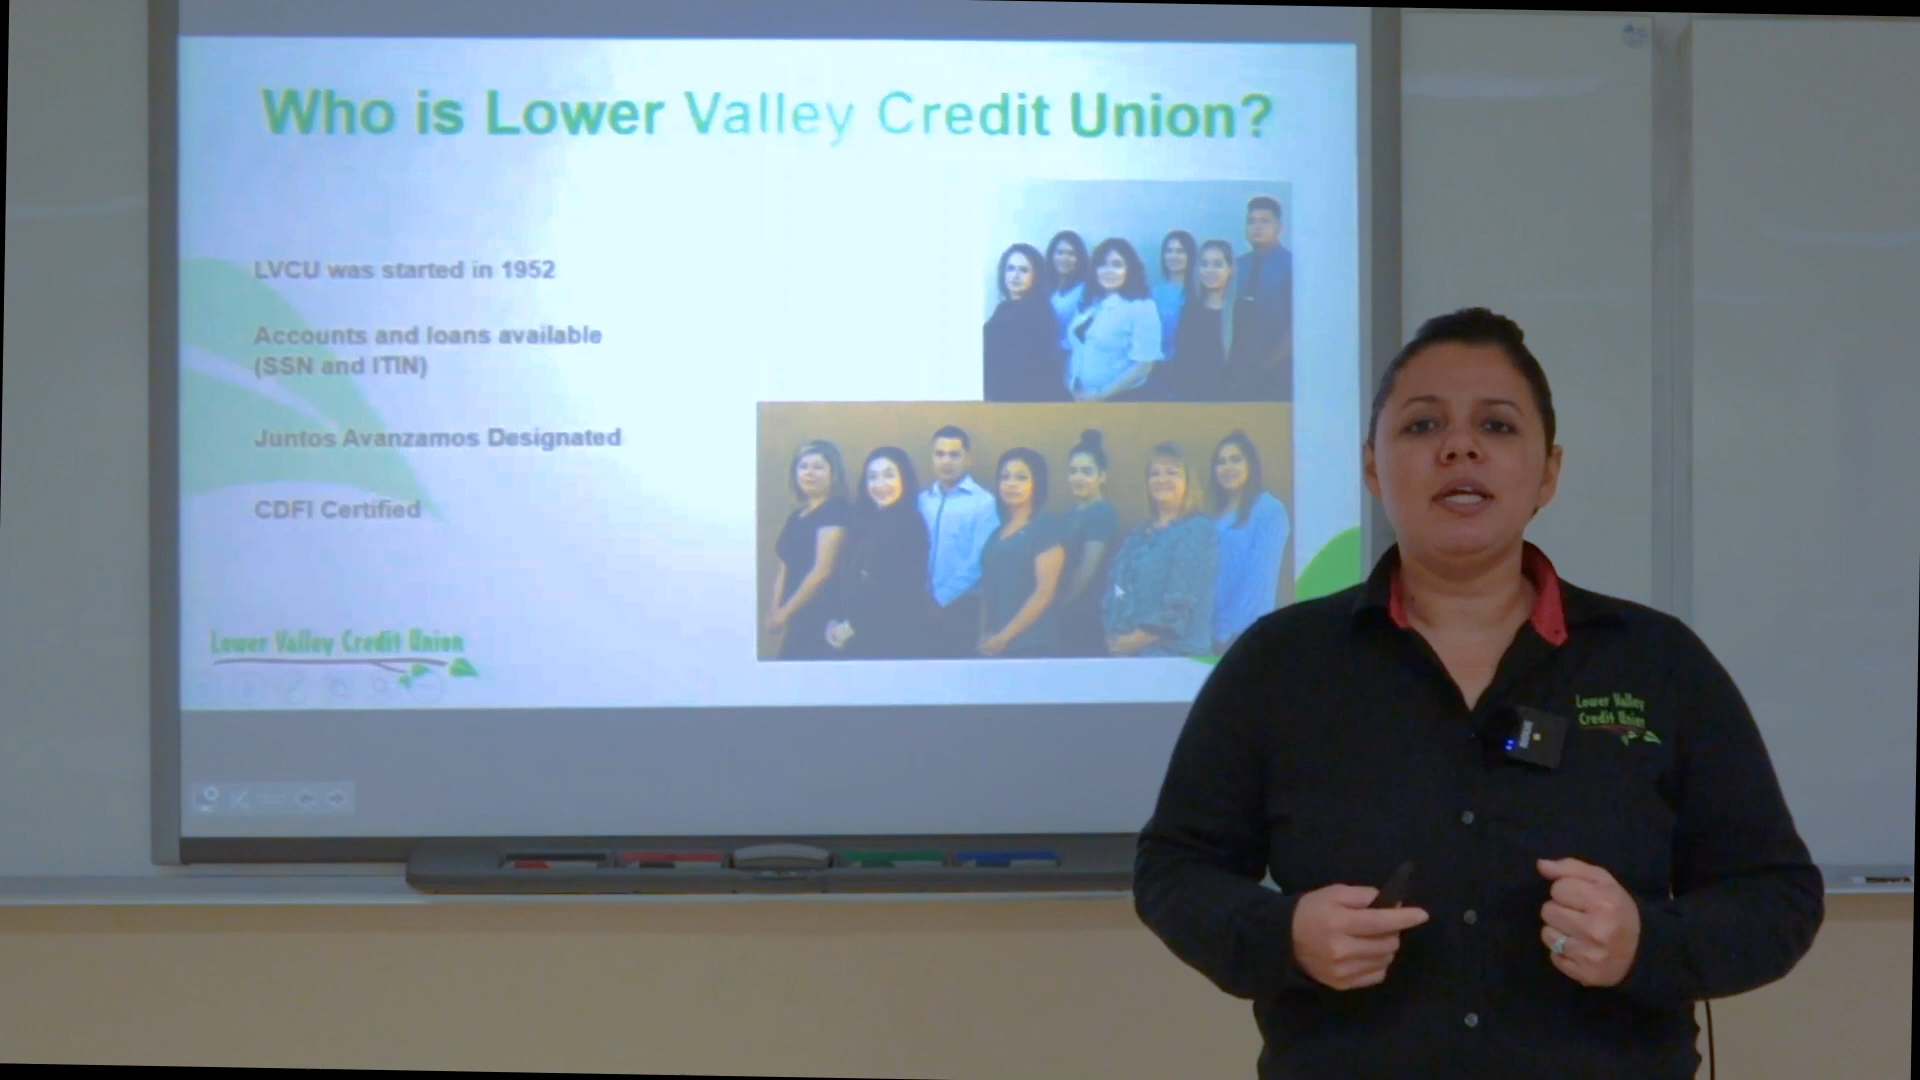 Who is Lower Valley Credit Union?
LVCU was started in 1952
Accounts and loans available
(SSN and ITIN)
Juntos Avanzamos Designated
CDFI Certified
Lower Valley Credit Union
Lower Valley
Credit Union